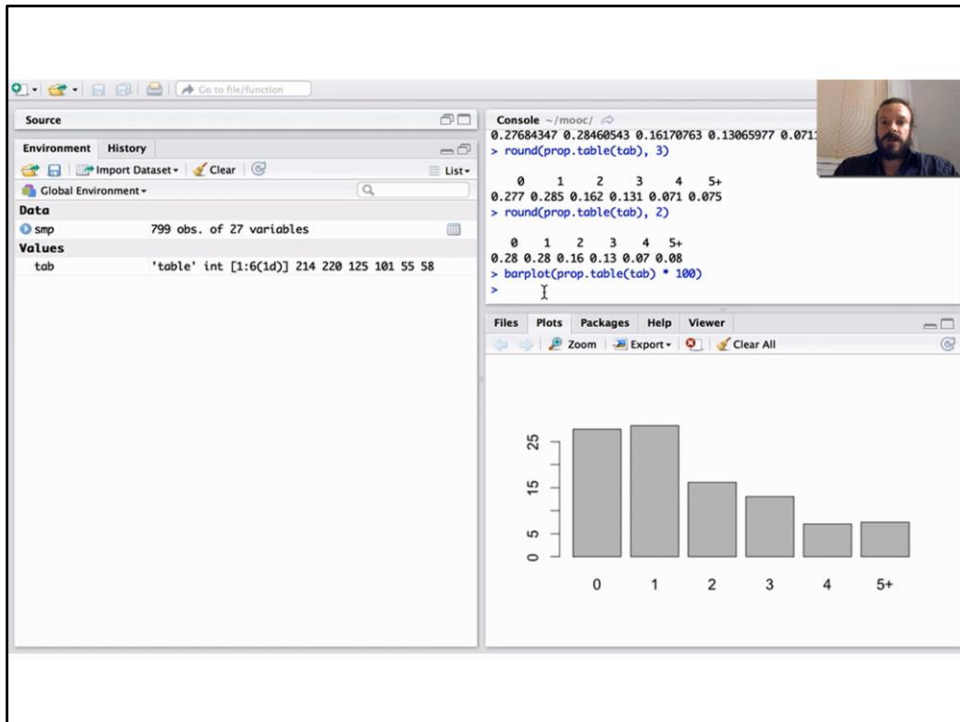 Go to file/function
Source
Environment History
Import Dataset Clear List
Global Environment
Data
smp 799 obs. of 27 variables
Values
tab 'table' int [1:6(1d)] 214 220 125 101 55 58
Console ~/mooc/
0.27684347 0.28460543 0.16170763 0.13065977 0.0711
> round(prop.table(tab), 3)
0 1 2 3 4 5+
0.277 0.285 0.162 0.131 0.071 0.075
> round(prop.table(tab), 2)
0 1 2 3 4 5+
0.28 0.28 0.16 0.13 0.07 0.08
> barplot(prop.table(tab) * 100)
>
Files Plots Packages Help Viewer
Zoom Export Clear All
25
15
5
0
0 1 2 3 4 5+